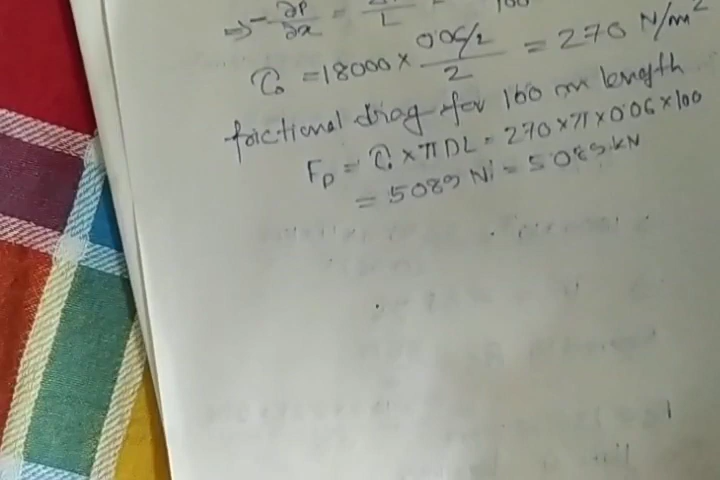 ⇒ - ∂P/∂x = /L = 100
τ₀ = 18000 × (0.06/2)/2 = 270 N/m²
frictional drag for 100 m length
F_D = τ₀ × π D L = 270 × π × 0.06 × 100
= 5089 N = 5.089 kN